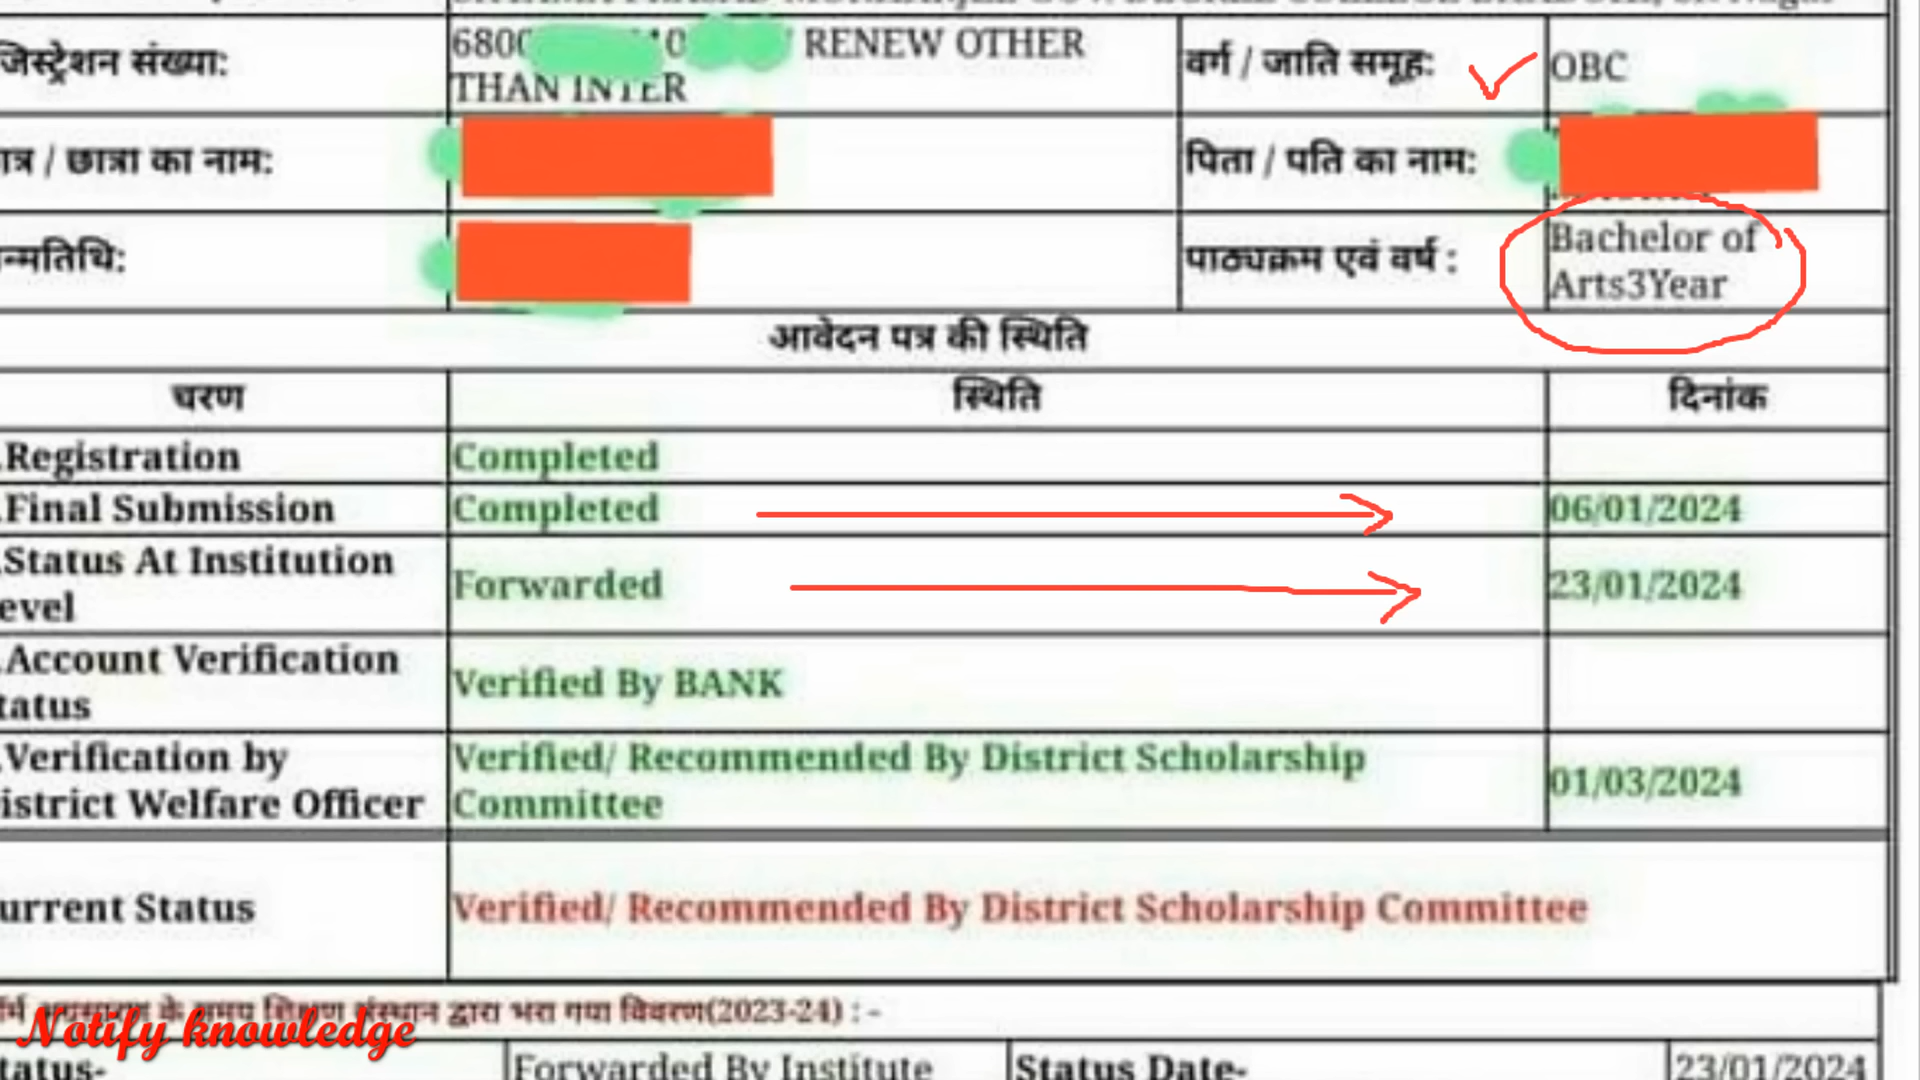 जिस्ट्रेशन संख्या:
680 RENEW OTHER
THAN INTER
वर्ग / जाति समूह:
OBC
ात्र / छात्रा का नाम:
पिता / पति का नाम:
न्मतिथि:
पाठ्यक्रम एवं वर्ष :
Bachelor of
Arts3Year
आवेदन पत्र की स्थिति
चरण स्थिति दिनांक
.Registration Completed
.Final Submission Completed 06/01/2024
.Status At Institution
evel
Forwarded 23/01/2024
.Account Verification
tatus
Verified By BANK
.Verification by
istrict Welfare Officer
Verified/ Recommended By District Scholarship
Committee
01/03/2024
urrent Status Verified/ Recommended By District Scholarship Committee
के समय शिक्षण संस्थान द्वारा भरा गया विवरण(2023-24) : -
Notify knowledge
tatus- Forwarded By Institute Status Date- 23/01/2024